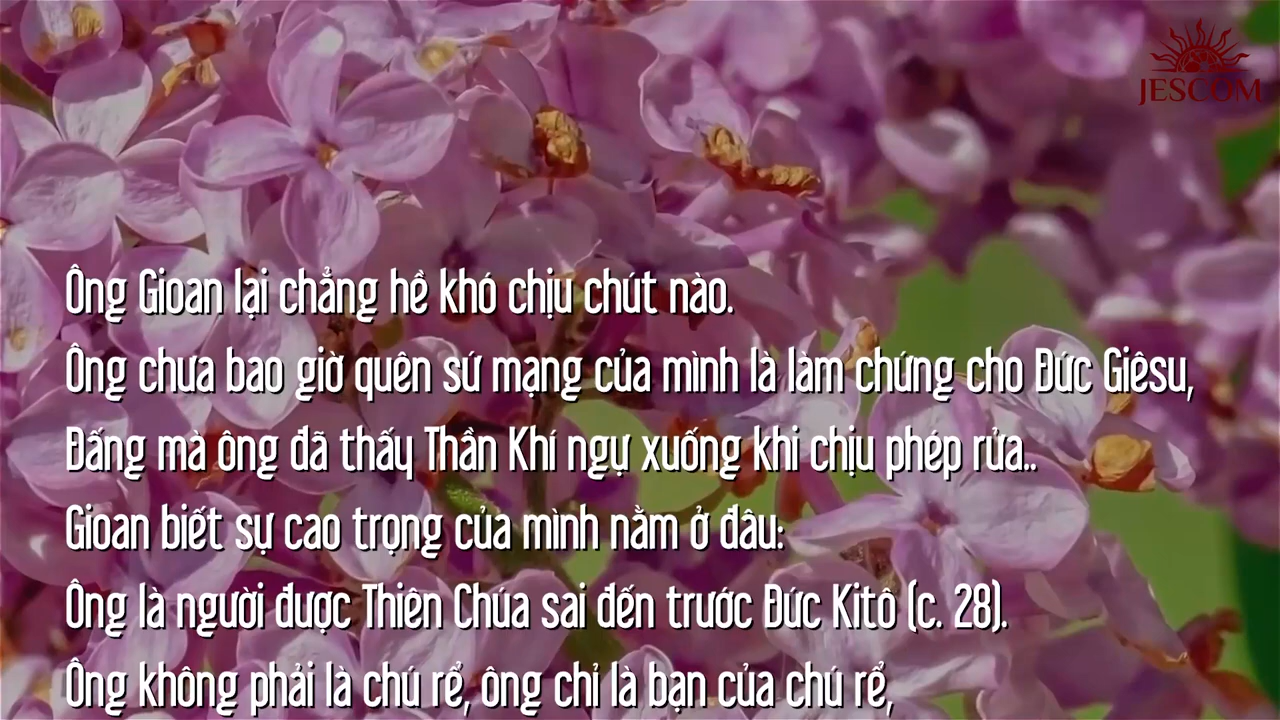 JESCOM
Ông Gioan lại chẳng hề khó chịu chút nào.
Ông chưa bao giờ quên sứ mạng của mình là làm chứng cho Đức Giêsu,
Đấng mà ông đã thấy Thần Khí ngự xuống khi chịu phép rửa..
Gioan biết sự cao trọng của mình nằm ở đâu:
Ông là người được Thiên Chúa sai đến trước Đức Kitô (c. 28).
Ông không phải là chú rể, ông chỉ là bạn của chú rể,